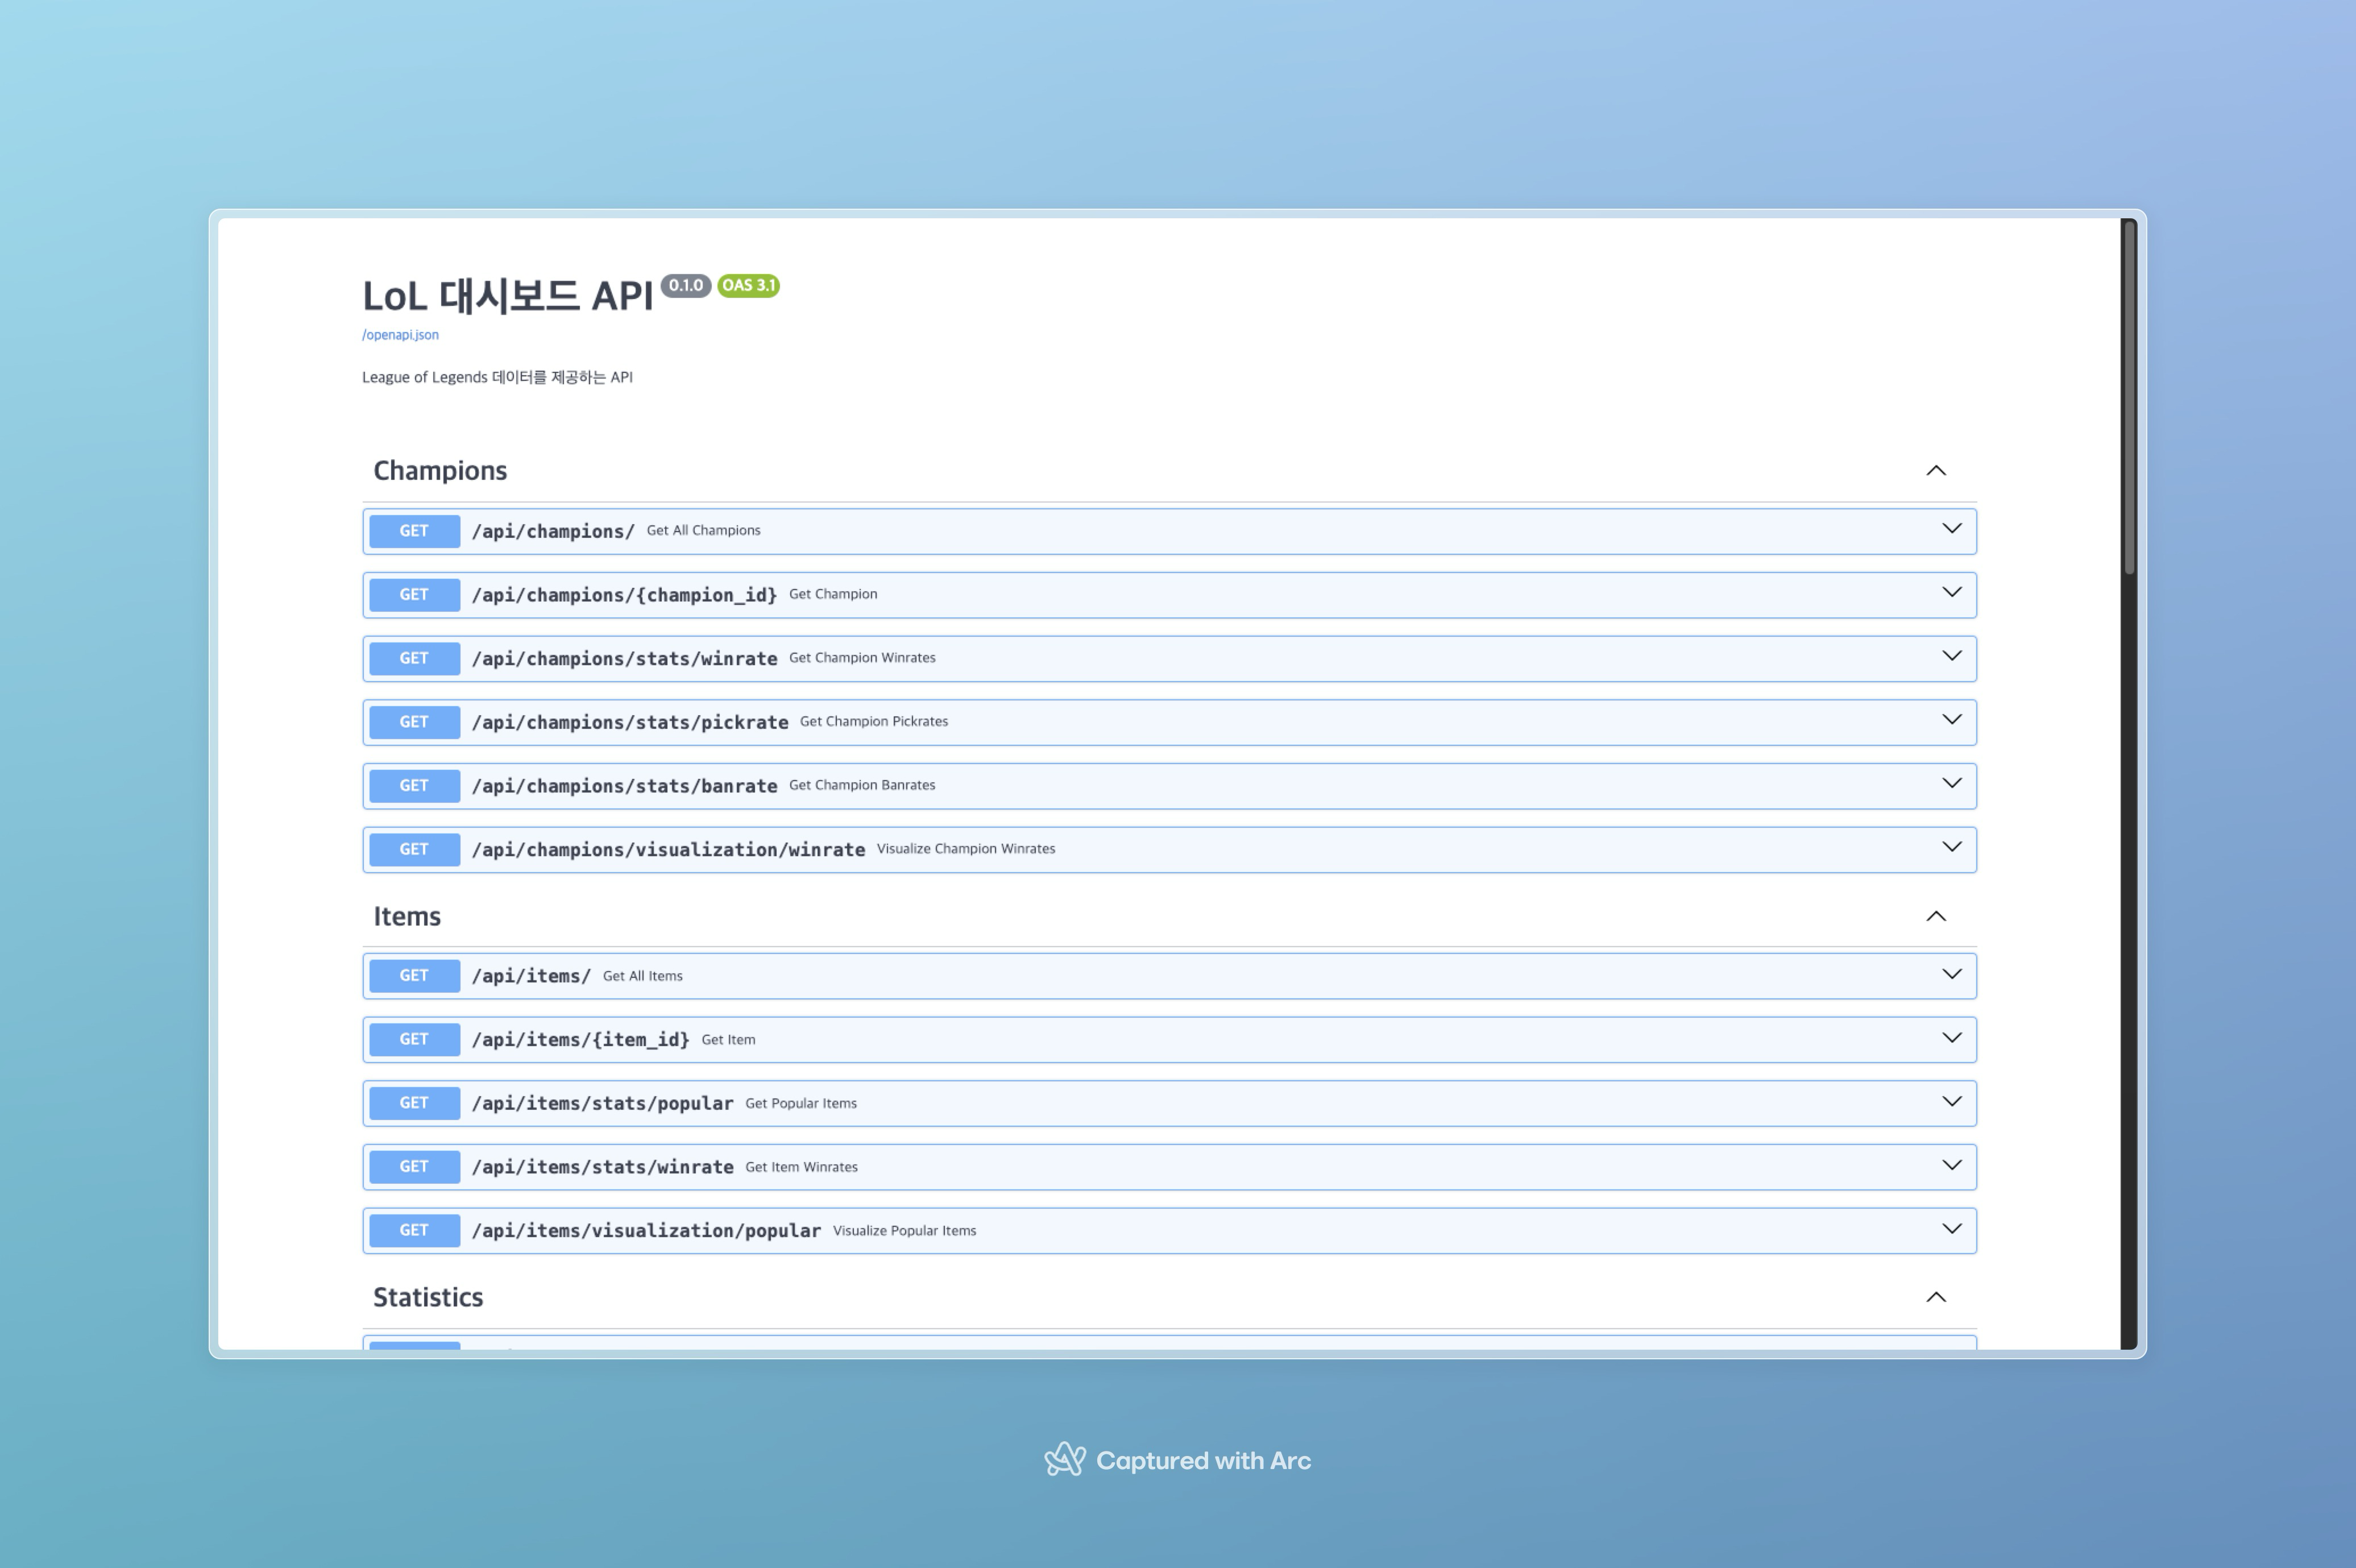 LoL 대시보드 API 0.1.0 OAS 3.1
/openapi.json
League of Legends 데이터를 제공하는 API
Champions
GET /api/champions/ Get All Champions
GET /api/champions/{champion_id} Get Champion
GET /api/champions/stats/winrate Get Champion Winrates
GET /api/champions/stats/pickrate Get Champion Pickrates
GET /api/champions/stats/banrate Get Champion Banrates
GET /api/champions/visualization/winrate Visualize Champion Winrates
Items
GET /api/items/ Get All Items
GET /api/items/{item_id} Get Item
GET /api/items/stats/popular Get Popular Items
GET /api/items/stats/winrate Get Item Winrates
GET /api/items/visualization/popular Visualize Popular Items
Statistics
Captured with Arc